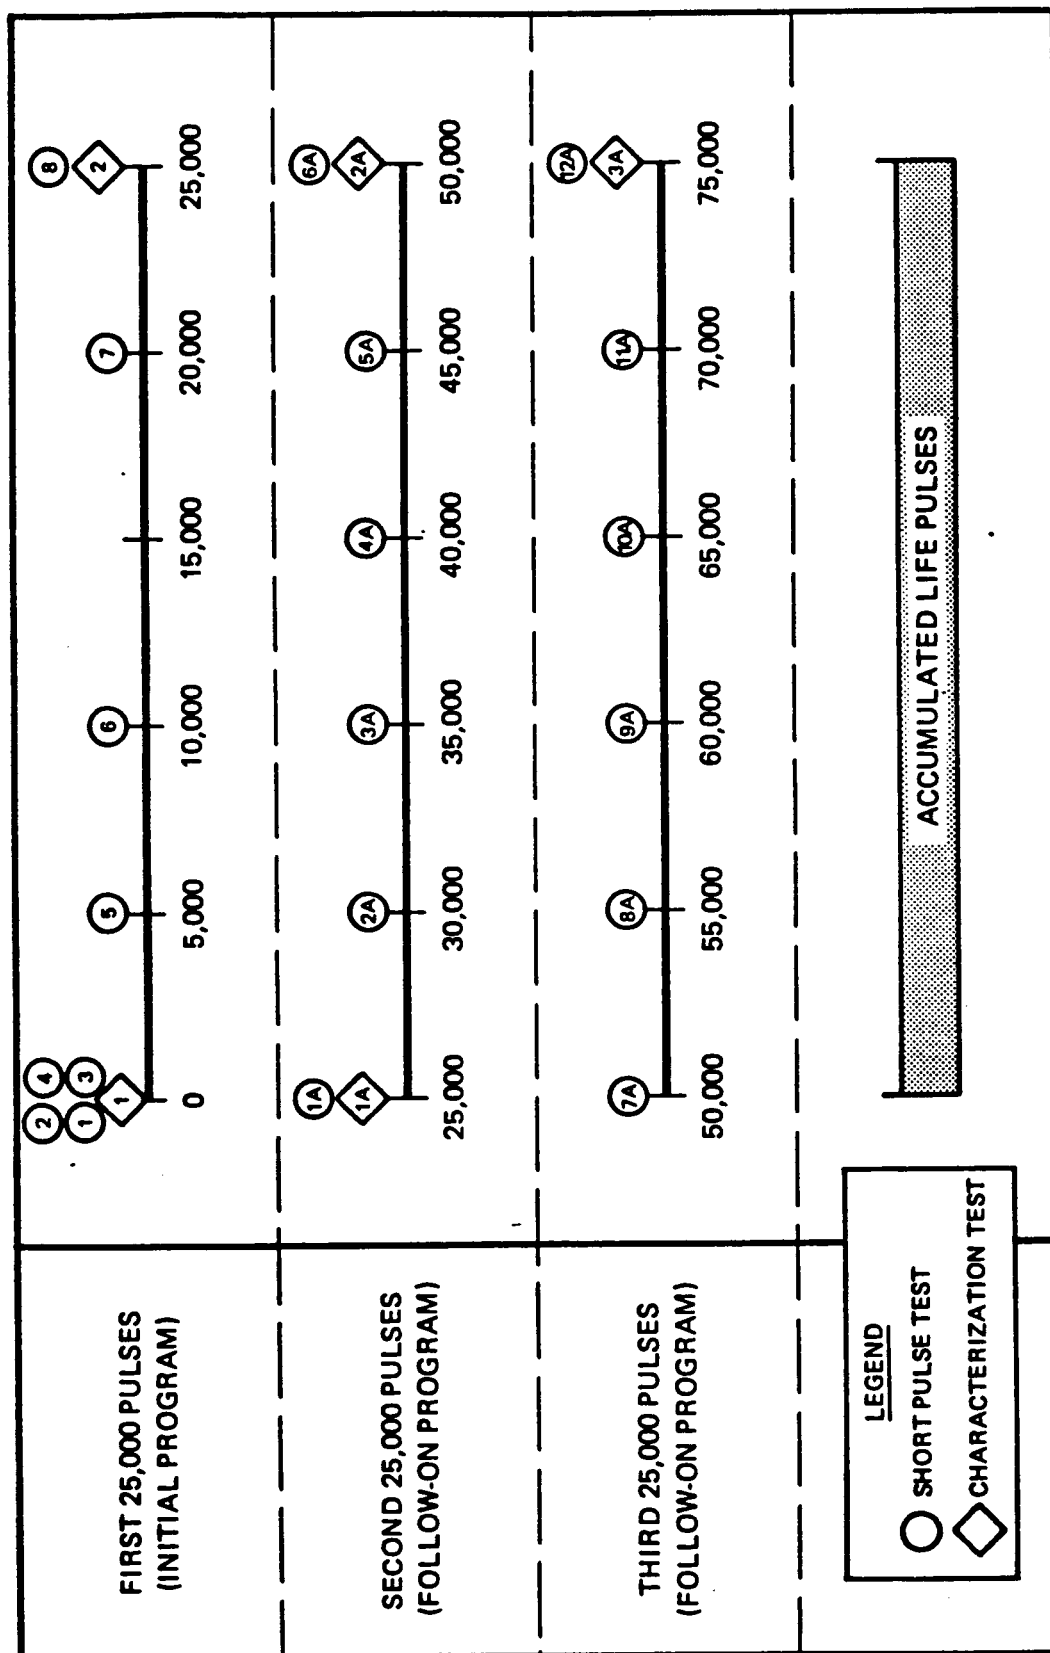 FIRST 25,000 PULSES
(INITIAL PROGRAM)
2 4
1 3
1
5
6
7
8
2
0 5,000 10,000 15,000 20,000 25,000
SECOND 25,000 PULSES
(FOLLOW-ON PROGRAM)
1A
1A
2A
3A
4A
5A
6A
2A
25,000 30,000 35,000 40,000 45,000 50,000
THIRD 25,000 PULSES
(FOLLOW-ON PROGRAM)
7A
8A
9A
10A
11A
12A
3A
50,000 55,000 60,000 65,000 70,000 75,000
ACCUMULATED LIFE PULSES
LEGEND
SHORT PULSE TEST
CHARACTERIZATION TEST